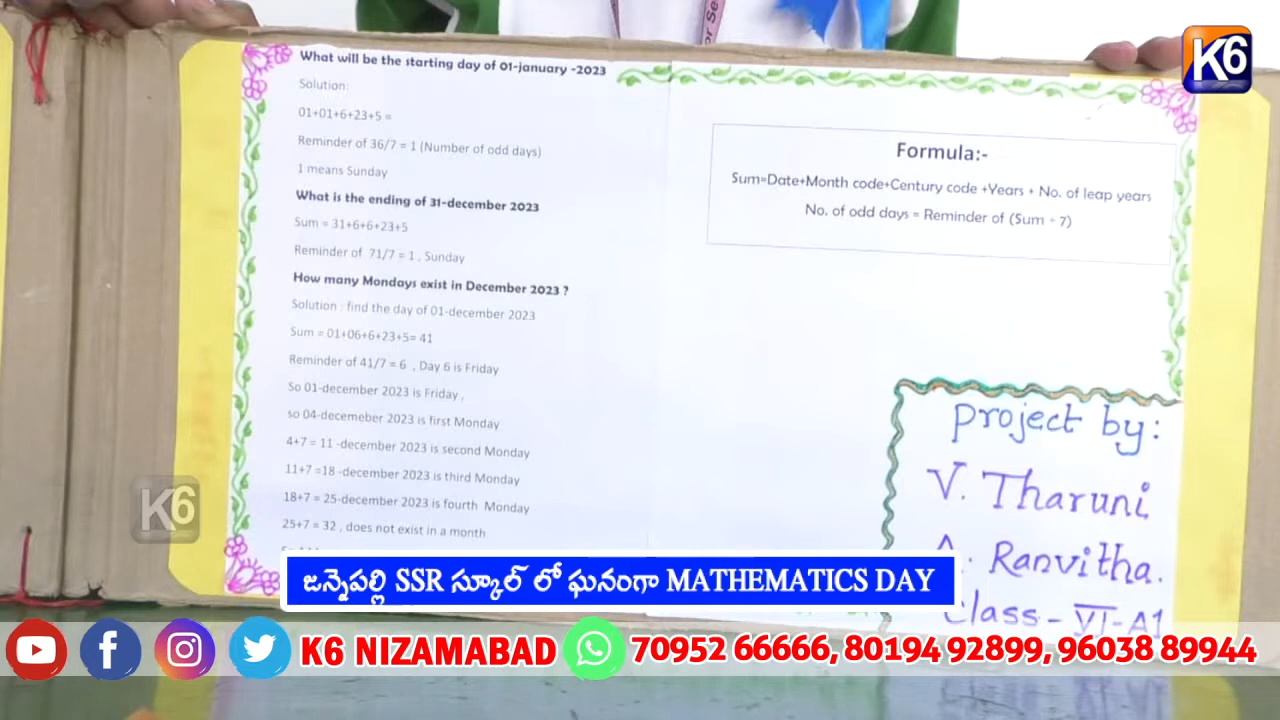 What will be the starting day of 01-january -2023
Solution:
01+01+6+23+5 =
Reminder of 36/7 = 1 (Number of odd days)
1 means Sunday
What is the ending of 31-december 2023
Sum = 31+6+6+23+5
Reminder of 71/7 = 1 , Sunday
How many Mondays exist in December 2023 ?
Solution : find the day of 01-december 2023
Sum = 01+06+6+23+5= 41
Reminder of 41/7 = 6 , Day 6 is Friday
So 01-december 2023 is Friday ,
so 04-decemeber 2023 is first Monday
4+7 = 11 -december 2023 is second Monday
11+7 =18 -december 2023 is third Monday
18+7 = 25-december 2023 is fourth Monday
25+7 = 32 , does not exist in a month
Formula:-
Sum=Date+Month code+Century code +Years + No. of leap years
No. of odd days = Reminder of (Sum ÷ 7)
Project by:
V. Tharuni
A. Ranvitha.
Class - VI - A1
or Se
K6
K6
జన్నెపల్లి SSR స్కూల్ లో ఘనంగా MATHEMATICS DAY
K6 NIZAMABAD 70952 66666, 80194 92899, 96038 89944